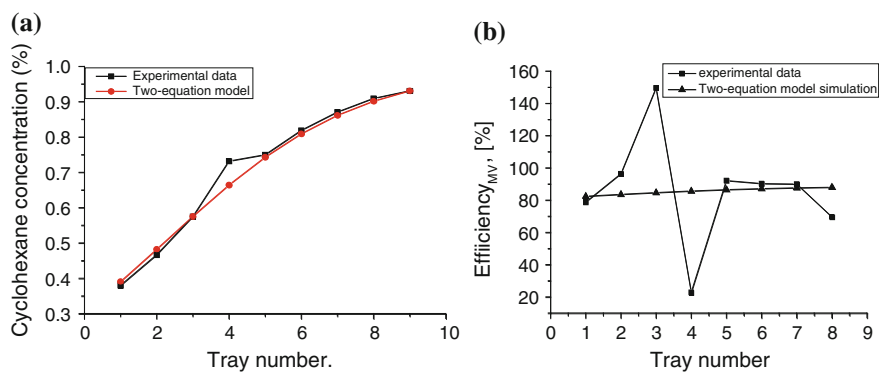 (a)
Cyclohexane concentration (%)
1.0
0.9
0.8
0.7
0.6
0.5
0.4
0.3
Experimental data
Two-equation model
0 2 4 6 8 10
Tray number.
(b)
Effiiciency MV, [%]
160
140
120
100
80
60
40
20
experimental data
Two-equation model simulation
0 1 2 3 4 5 6 7 8 9
Tray number